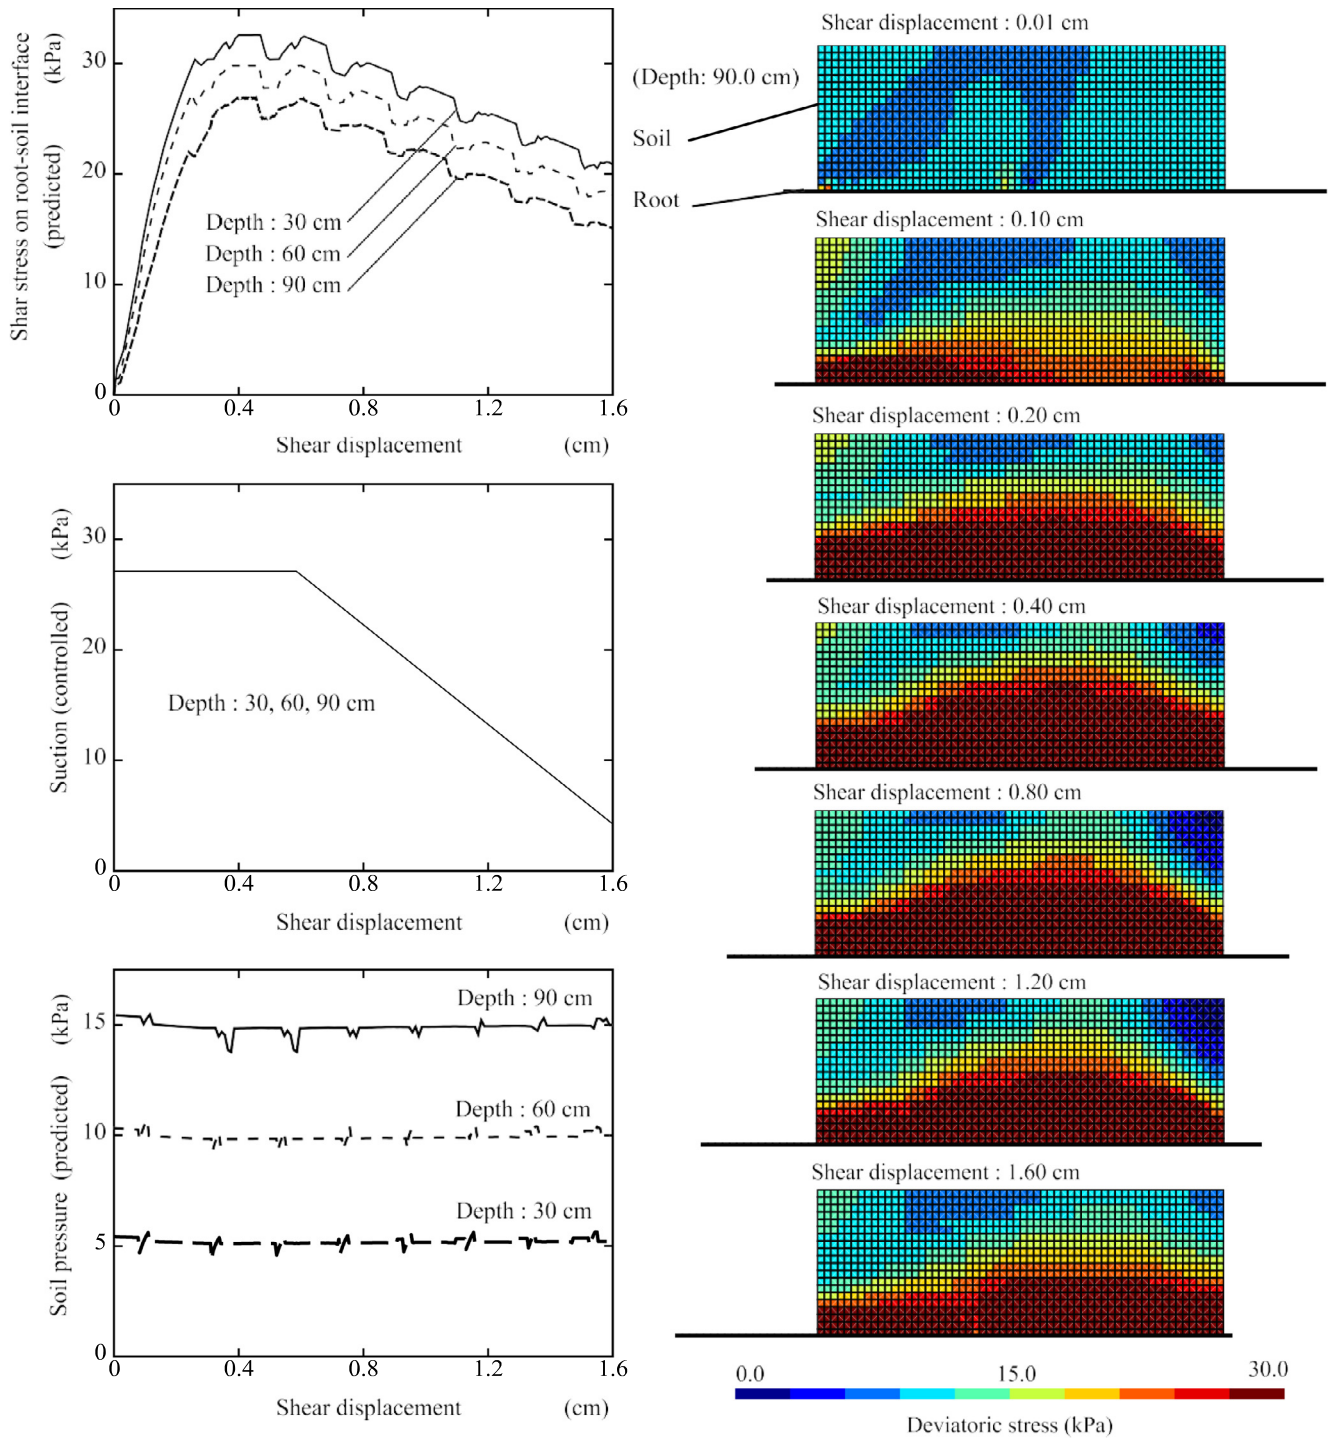 Shar stress on root-soil interface
(predicted) (kPa)
30
20
10
0
0 0.4 0.8 1.2 1.6
Shear displacement (cm)
Depth : 30 cm
Depth : 60 cm
Depth : 90 cm
Suction (controlled) (kPa)
30
20
10
0
0 0.4 0.8 1.2 1.6
Shear displacement (cm)
Depth : 30, 60, 90 cm
Soil pressure (predicted) (kPa)
15
10
5
0
0 0.4 0.8 1.2 1.6
Shear displacement (cm)
Depth : 90 cm
Depth : 60 cm
Depth : 30 cm
Shear displacement : 0.01 cm
(Depth: 90.0 cm)
Soil
Root
Shear displacement : 0.10 cm
Shear displacement : 0.20 cm
Shear displacement : 0.40 cm
Shear displacement : 0.80 cm
Shear displacement : 1.20 cm
Shear displacement : 1.60 cm
0.0 15.0 30.0
Deviatoric stress (kPa)